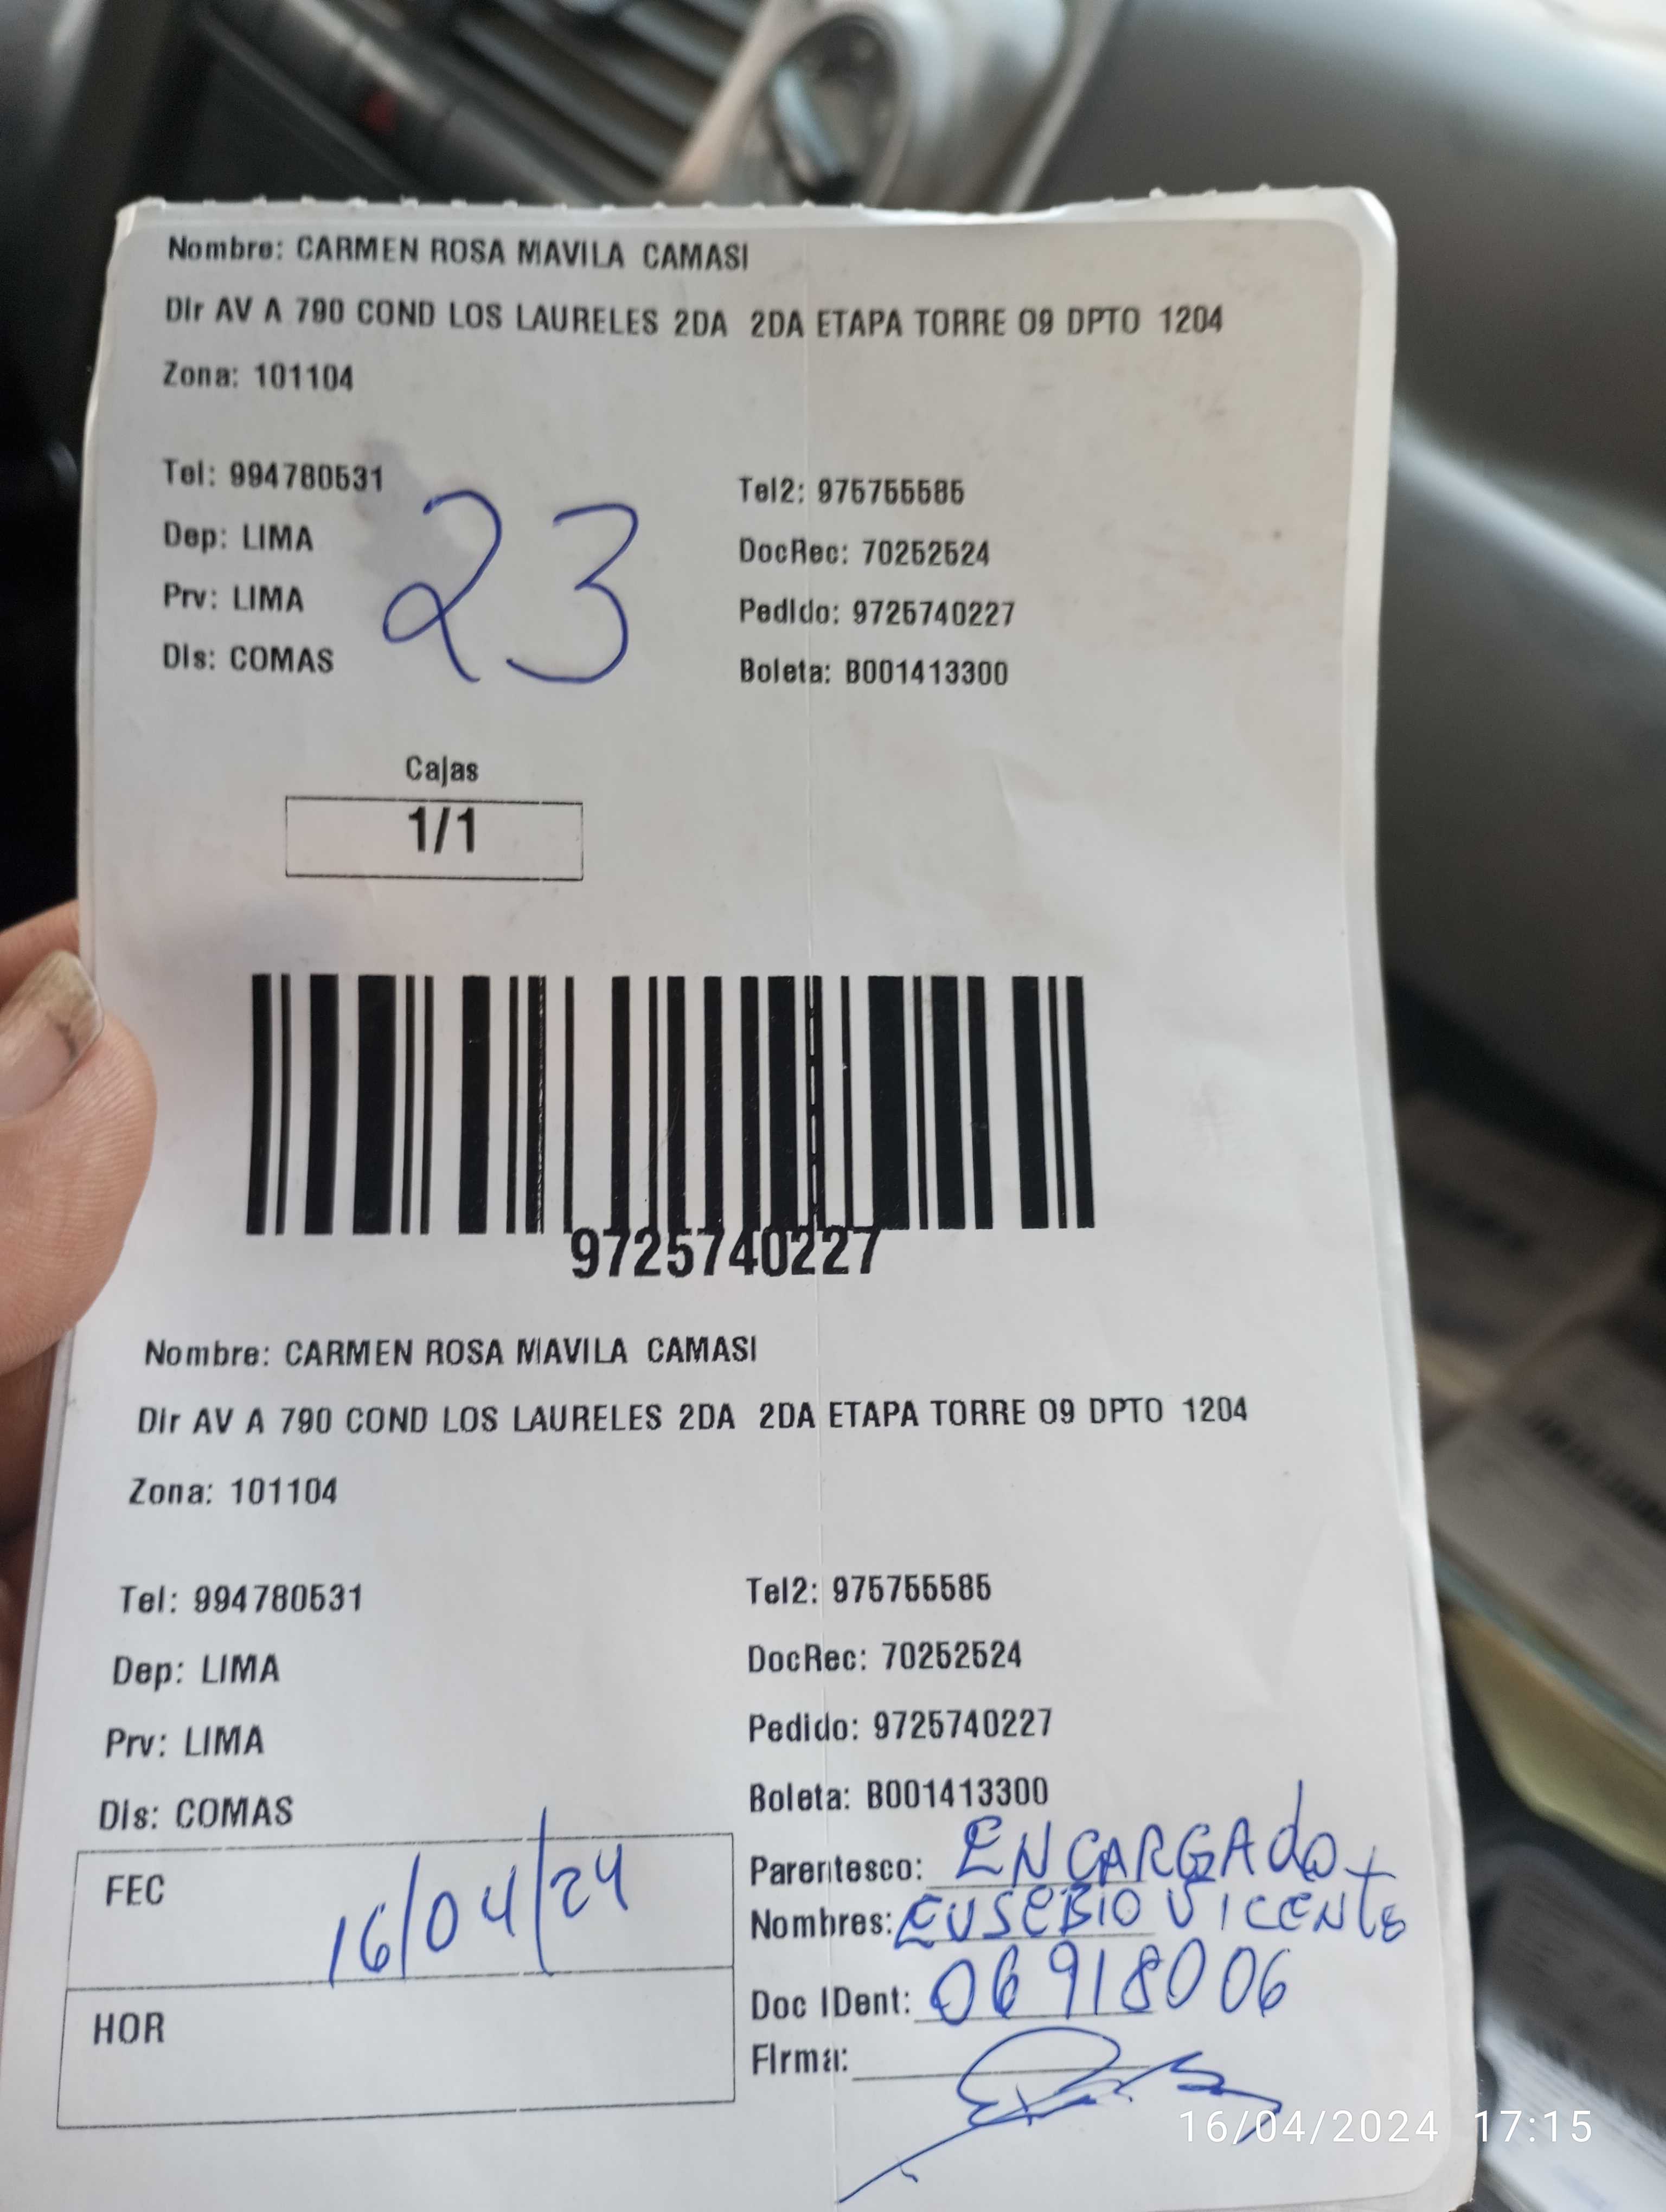 Nombre: CARMEN ROSA MAVILA CAMASI
Dir AV A 790 COND LOS LAURELES 2DA 2DA ETAPA TORRE 09 DPTO 1204
Zona: 101104
Tel: 994780531
Tel2: 975755585
Dep: LIMA
DocRec: 70252524
Prv: LIMA
Pedido: 9725740227
Dis: COMAS
Boleta: B001413300
23
Cajas
1/1
9725740227
Nombre: CARMEN ROSA MAVILA CAMASI
Dir AV A 790 COND LOS LAURELES 2DA 2DA ETAPA TORRE 09 DPTO 1204
Zona: 101104
Tel: 994780531
Tel2: 975755585
Dep: LIMA
DocRec: 70252524
Prv: LIMA
Pedido: 9725740227
Dis: COMAS
Boleta: B001413300
FEC 16/04/24
HOR
Parentesco: ENCARGADO
Nombres: EUSEBIO VICENTE
Doc IDent: 06918006
Firma:
16/04/2024 17:15